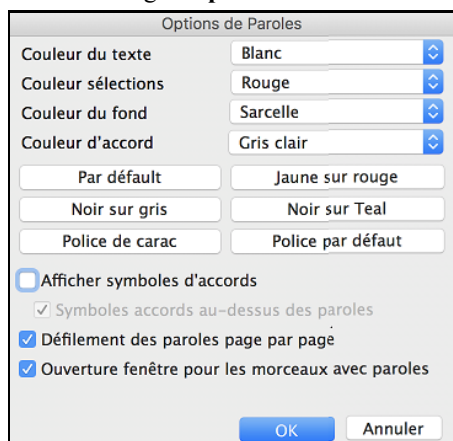 Options de Paroles
Couleur du texte Blanc
Couleur sélections Rouge
Couleur du fond Sarcelle
Couleur d'accord Gris clair
Par défault Jaune sur rouge
Noir sur gris Noir sur Teal
Police de carac Police par défaut
Afficher symboles d'accords
Symboles accords au-dessus des paroles
Défilement des paroles page par page
Ouverture fenêtre pour les morceaux avec paroles
OK Annuler